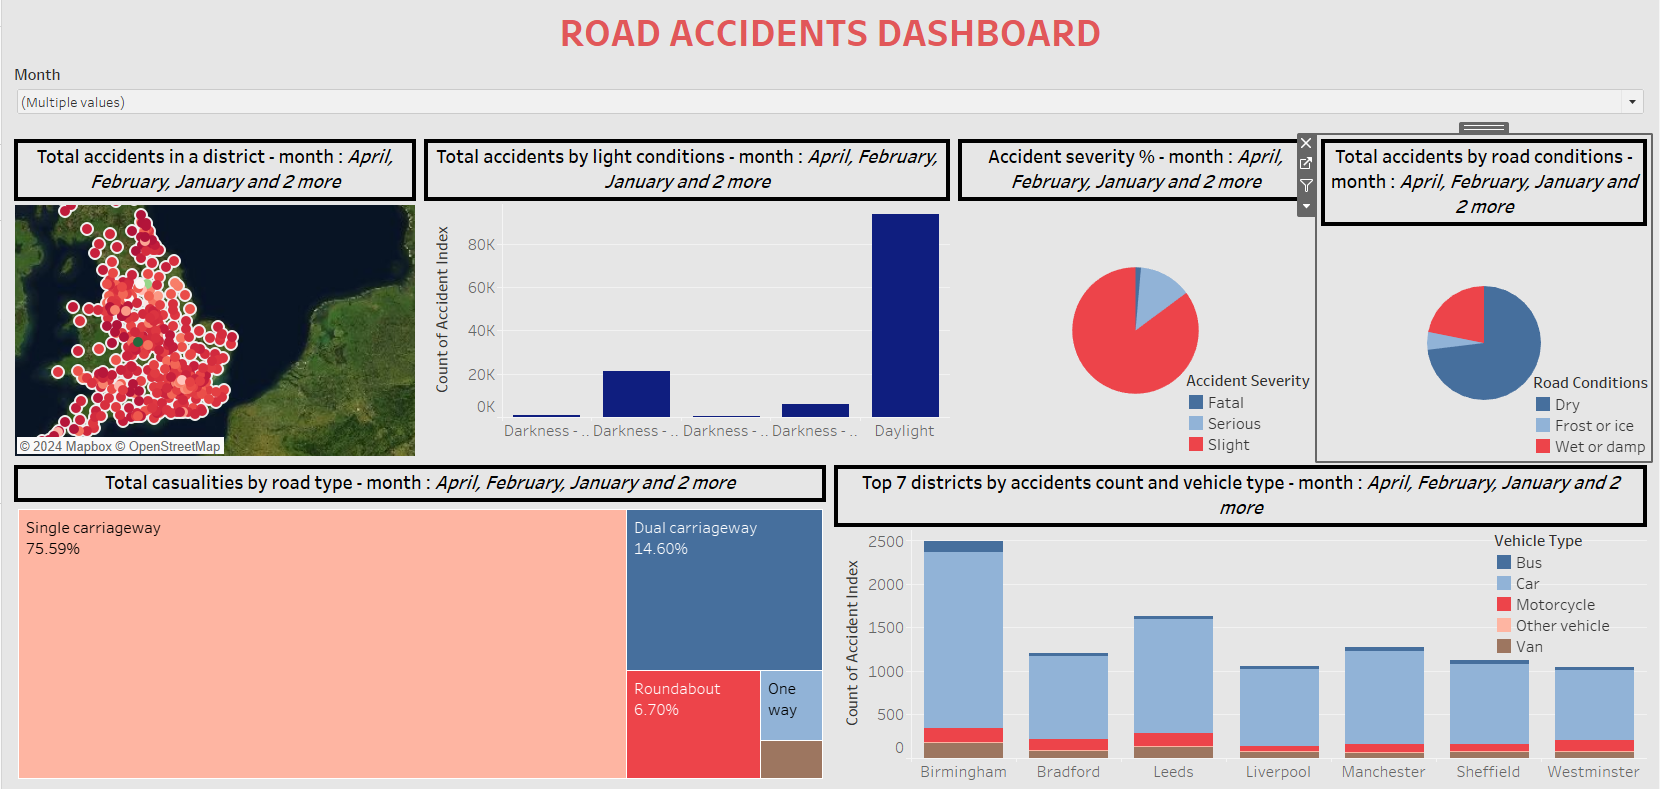 ROAD ACCIDENTS DASHBOARD
Month
(Multiple values)
Total accidents in a district - month : April,
February, January and 2 more
© 2024 Mapbox © OpenStreetMap
Total accidents by light conditions - month : April, February,
January and 2 more
Count of Accident Index
80K
60K
40K
20K
0K
Darkness - ..
Darkness - ..
Darkness - ..
Darkness - ..
Daylight
Accident severity % - month : April,
February, January and 2 more
Accident Severity
Fatal
Serious
Slight
Total accidents by road conditions -
month : April, February, January and
2 more
Road Conditions
Dry
Frost or ice
Wet or damp
Total casualities by road type - month : April, February, January and 2 more
Single carriageway
75.59%
Dual carriageway
14.60%
Roundabout
6.70%
One
way
Top 7 districts by accidents count and vehicle type - month : April, February, January and 2
more
Count of Accident Index
2500
2000
1500
1000
500
0
Birmingham
Bradford
Leeds
Liverpool
Manchester
Sheffield
Westminster
Vehicle Type
Bus
Car
Motorcycle
Other vehicle
Van